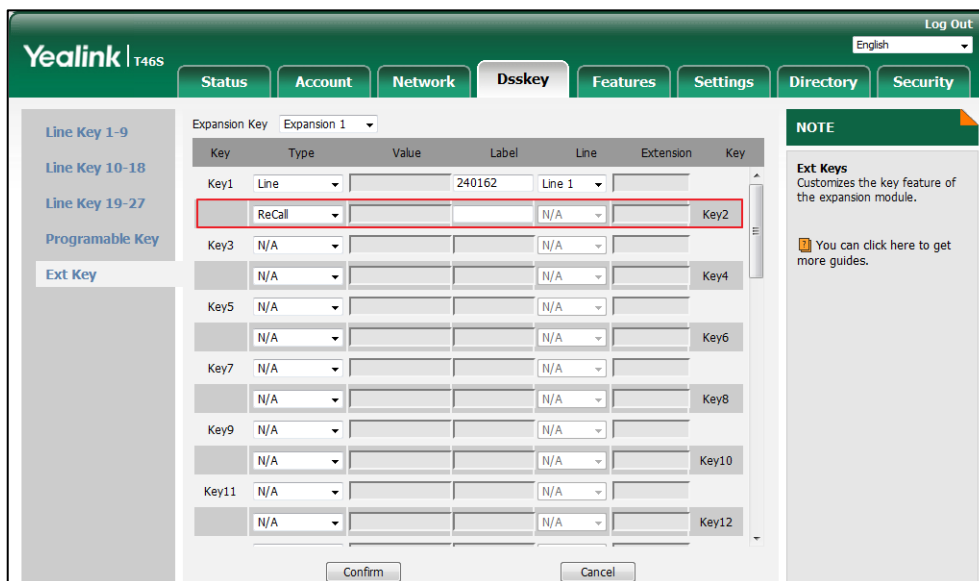 Log Out
Yealink T46S
English
Status Account Network Dsskey Features Settings Directory Security
Line Key 1-9
Line Key 10-18
Line Key 19-27
Programable Key
Ext Key
Expansion Key Expansion 1
Key Type Value Label Line Extension Key
Key1 Line 240162 Line 1
ReCall N/A Key2
Key3 N/A N/A
N/A N/A Key4
Key5 N/A N/A
N/A N/A Key6
Key7 N/A N/A
N/A N/A Key8
Key9 N/A N/A
N/A N/A Key10
Key11 N/A N/A
N/A N/A Key12
Confirm Cancel
NOTE
Ext Keys
Customizes the key feature of
the expansion module.
You can click here to get
more guides.